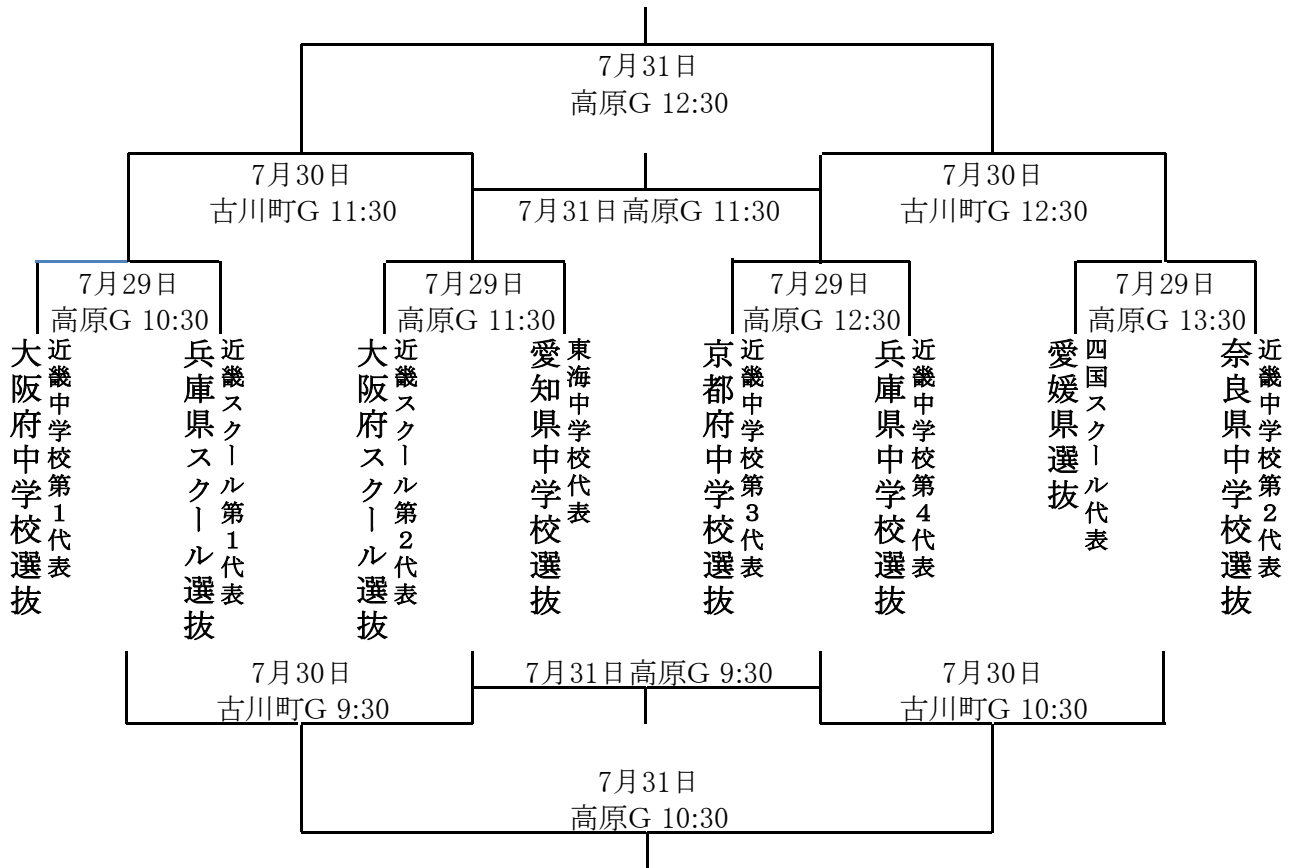 7月31日
高原G 12:30
7月30日
古川町G 11:30
7月31日高原G 11:30
7月30日
古川町G 12:30
7月29日
高原G 10:30
7月29日
高原G 11:30
7月29日
高原G 12:30
7月29日
高原G 13:30
近畿中学校第1代表
大阪府中学校選抜
近畿スクール第1代表
兵庫県スクール選抜
近畿スクール第2代表
大阪府スクール選抜
東海中学校代表
愛知県中学校選抜
近畿中学校第3代表
京都府中学校選抜
近畿中学校第4代表
兵庫県中学校選抜
四国スクール代表
愛媛県選抜
近畿中学校第2代表
奈良県中学校選抜
7月30日
古川町G 9:30
7月31日高原G 9:30
7月30日
古川町G 10:30
7月31日
高原G 10:30